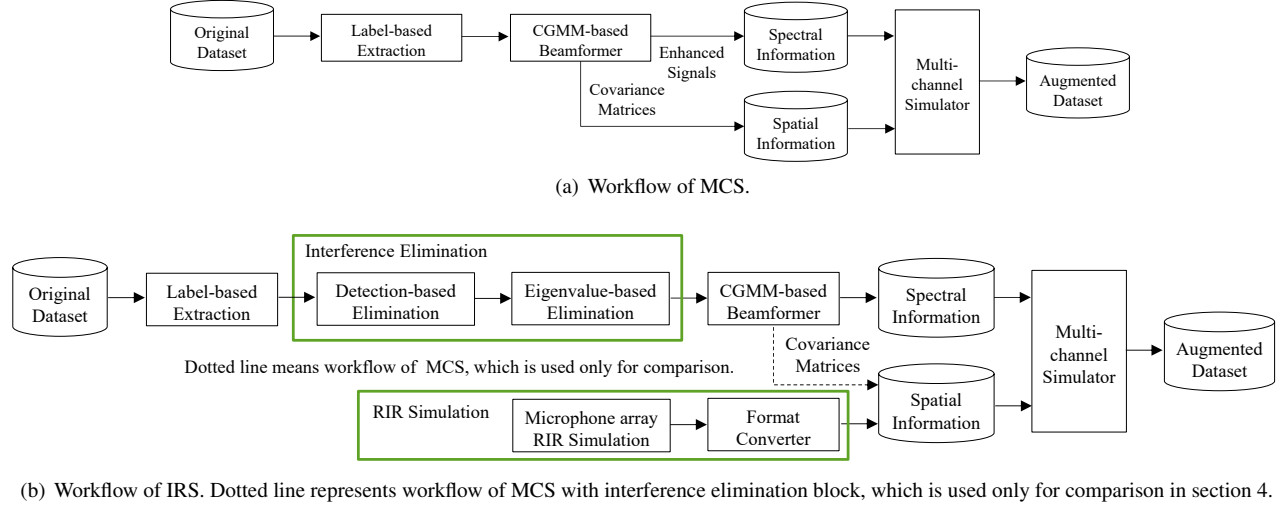 Original
Dataset
Label-based
Extraction
CGMM-based
Beamformer
Enhanced
Signals
Covariance
Matrices
Spectral
Information
Spatial
Information
Multi-
channel
Simulator
Augmented
Dataset
(a) Workflow of MCS.
Interference Elimination
Original
Dataset
Label-based
Extraction
Detection-based
Elimination
Eigenvalue-based
Elimination
CGMM-based
Beamformer
Spectral
Information
Covariance
Matrices
Dotted line means workflow of MCS, which is used only for comparison.
RIR Simulation
Microphone array
RIR Simulation
Format
Converter
Spatial
Information
Multi-
channel
Simulator
Augmented
Dataset
(b) Workflow of IRS. Dotted line represents workflow of MCS with interference elimination block, which is used only for comparison in section 4.